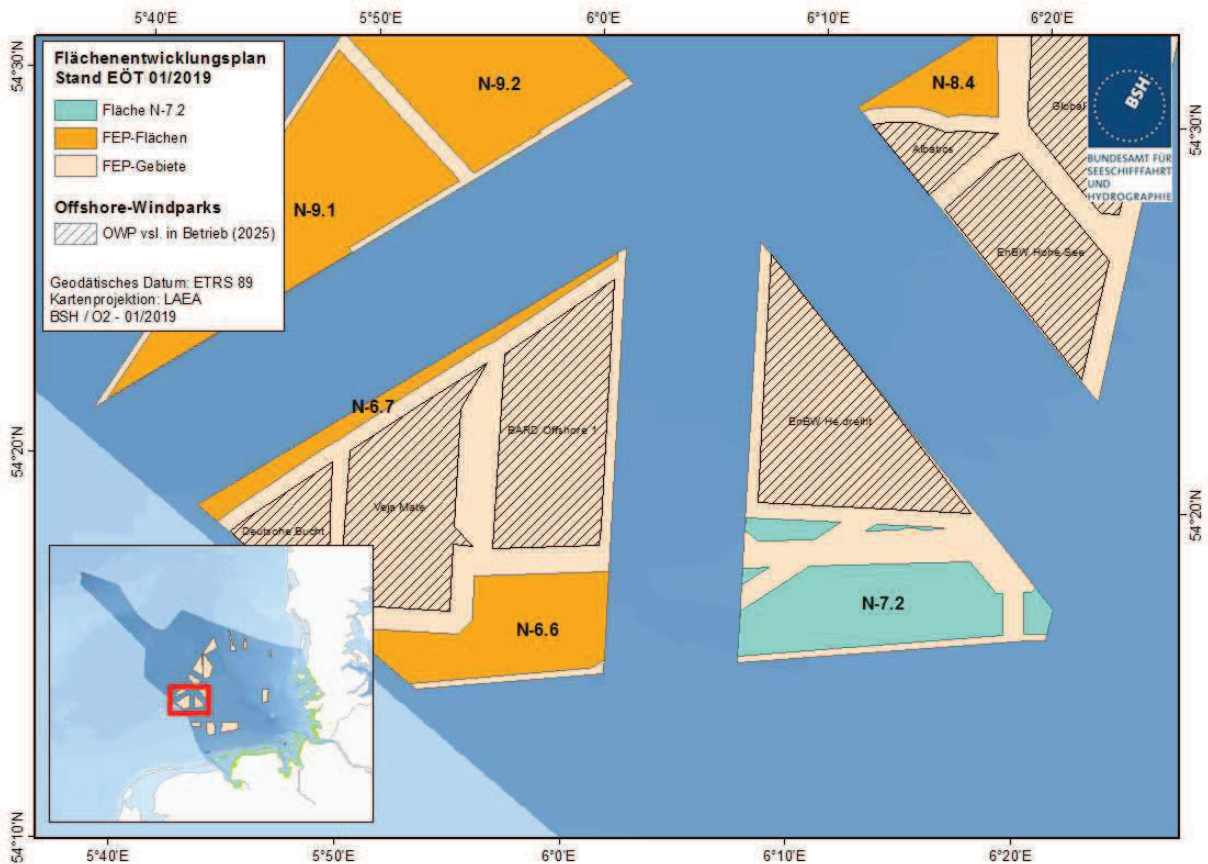 5°40'E 5°50'E 6°0'E 6°10'E 6°20'E
Flächenentwicklungsplan
Stand EÖT 01/2019
Fläche N-7.2
FEP-Flächen
FEP-Gebiete
Offshore-Windparks
OWP vsl. in Betrieb (2025)
Geodätisches Datum: ETRS 89
Kartenprojektion: LAEA
BSH / O2 - 01/2019
54°30'N
54°20'N
54°10'N
N-9.2
N-9.1
N-8.4
Global
Albatros
EnBW Hohe See
BSH
BUNDESAMT FÜR
SEESCHIFFFAHRT
UND
HYDROGRAPHIE
54°30'N
54°20'N
N-6.7
BARD Offshore 1
Veja Mate
Deutsche Bucht
EnBW He dreiht
N-6.6
N-7.2
5°40'E 5°50'E 6°0'E 6°10'E 6°20'E